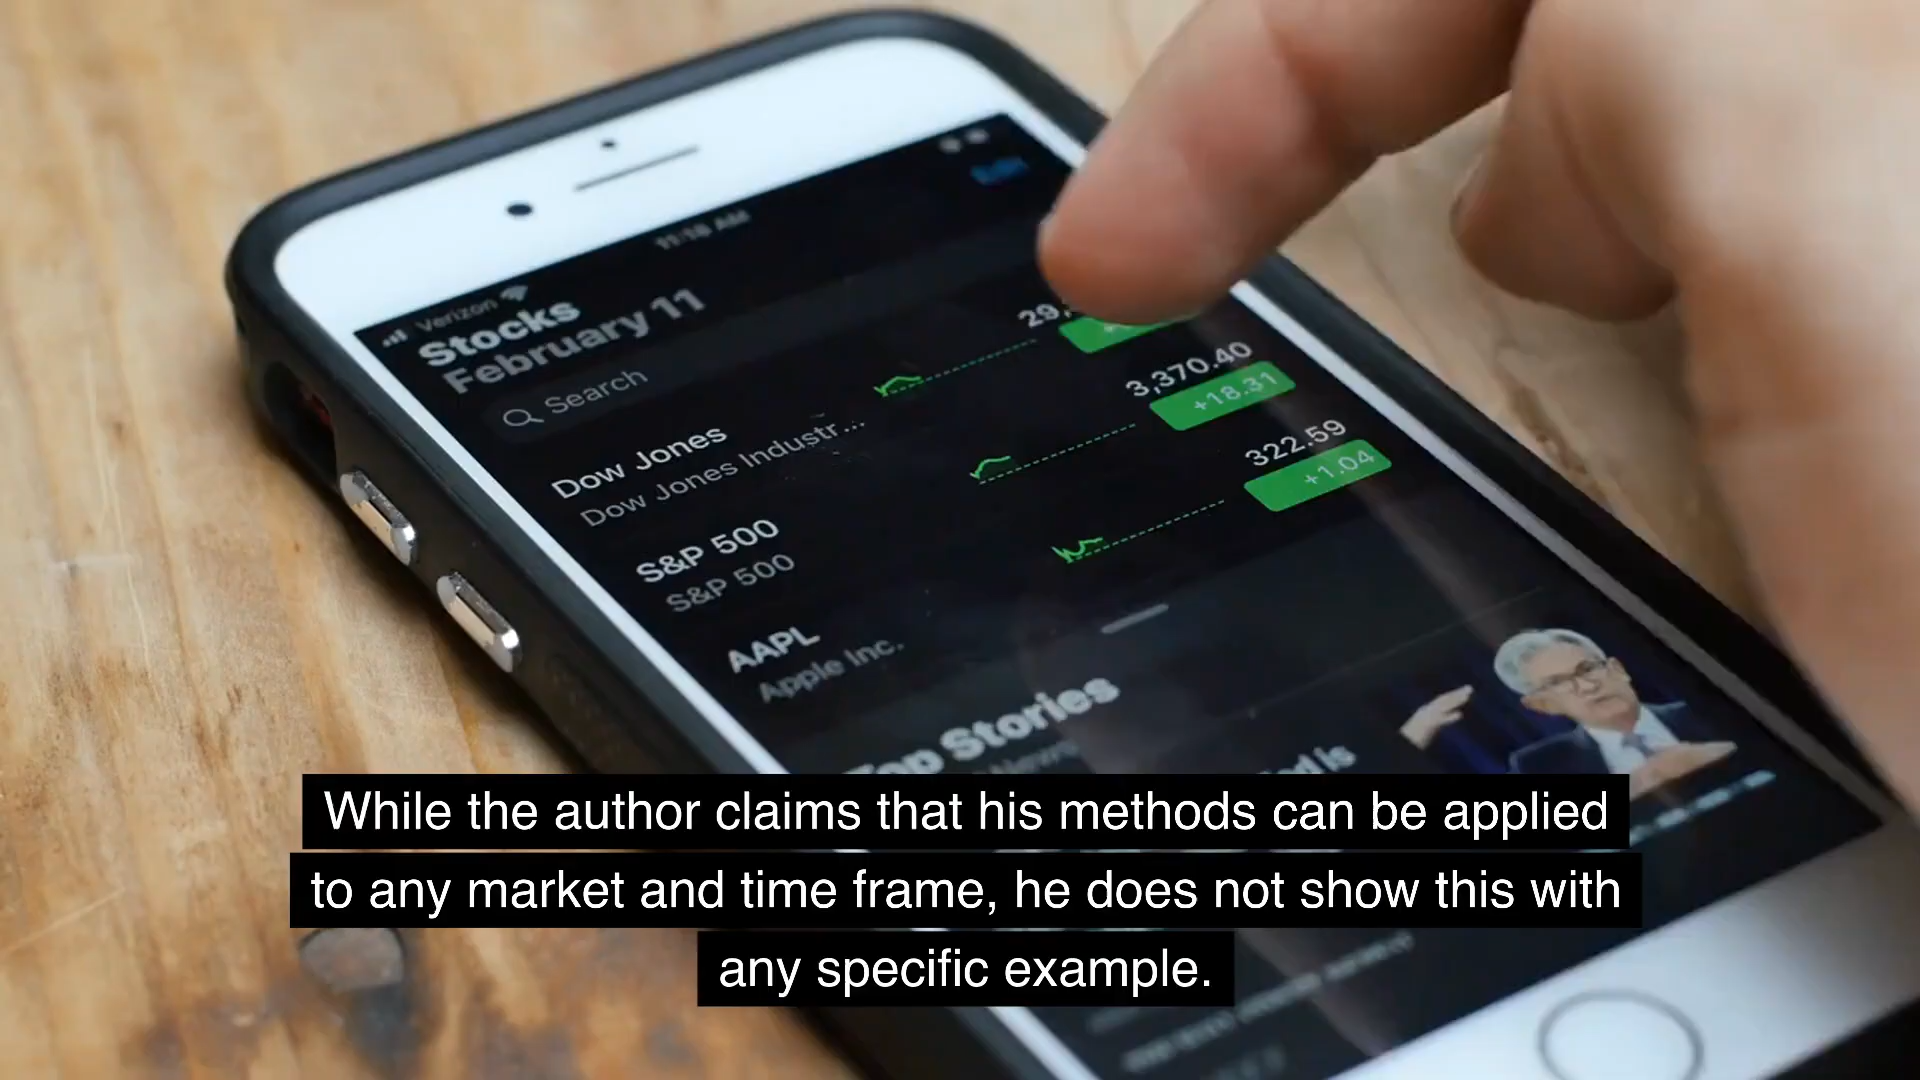 11:16 AM
Verizon
Stocks
February 11
Search
Dow Jones
Dow Jones Industr...
29,
S&P 500
S&P 500
3,370.40
+18.31
AAPL
Apple Inc.
322.59
+1.04
Top Stories
While the author claims that his methods can be applied
to any market and time frame, he does not show this with
any specific example.